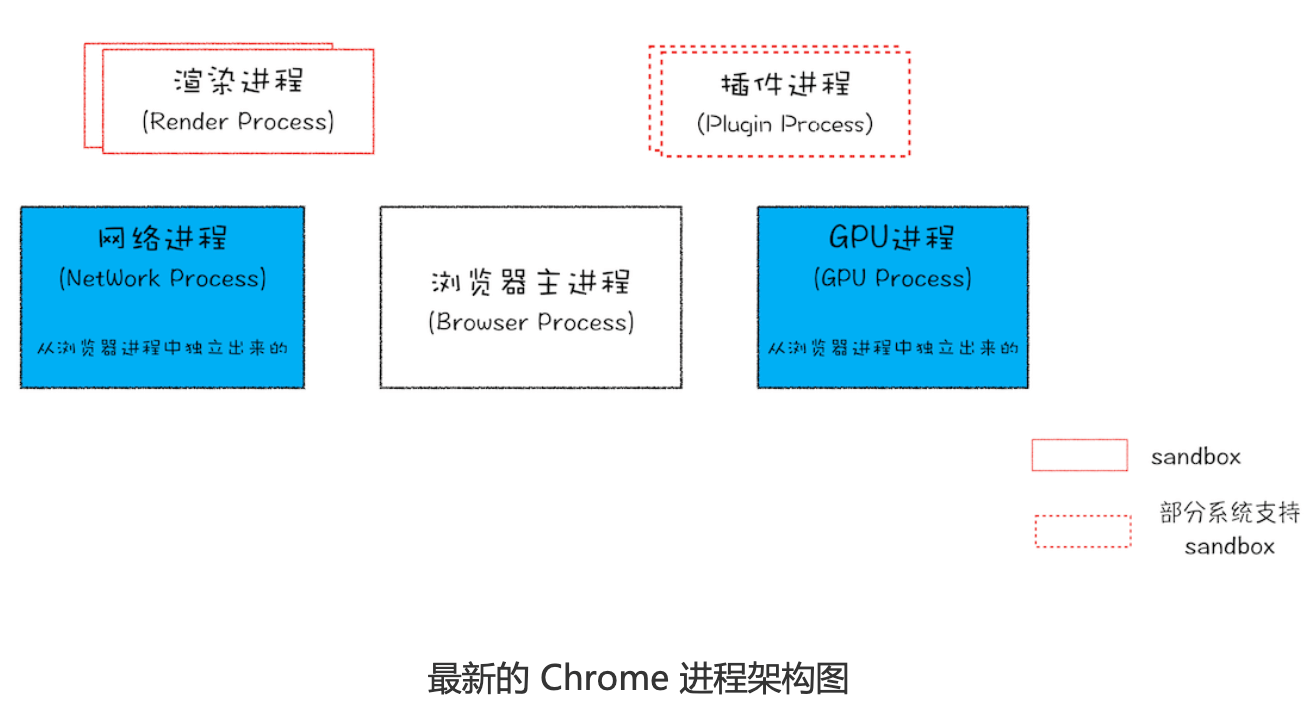 渲染进程
(Render Process)
插件进程
(Plugin Process)
网络进程
(NetWork Process)
从浏览器进程中独立出来的
浏览器主进程
(Browser Process)
GPU进程
(GPU Process)
从浏览器进程中独立出来的
sandbox
部分系统支持
sandbox
最新的 Chrome 进程架构图